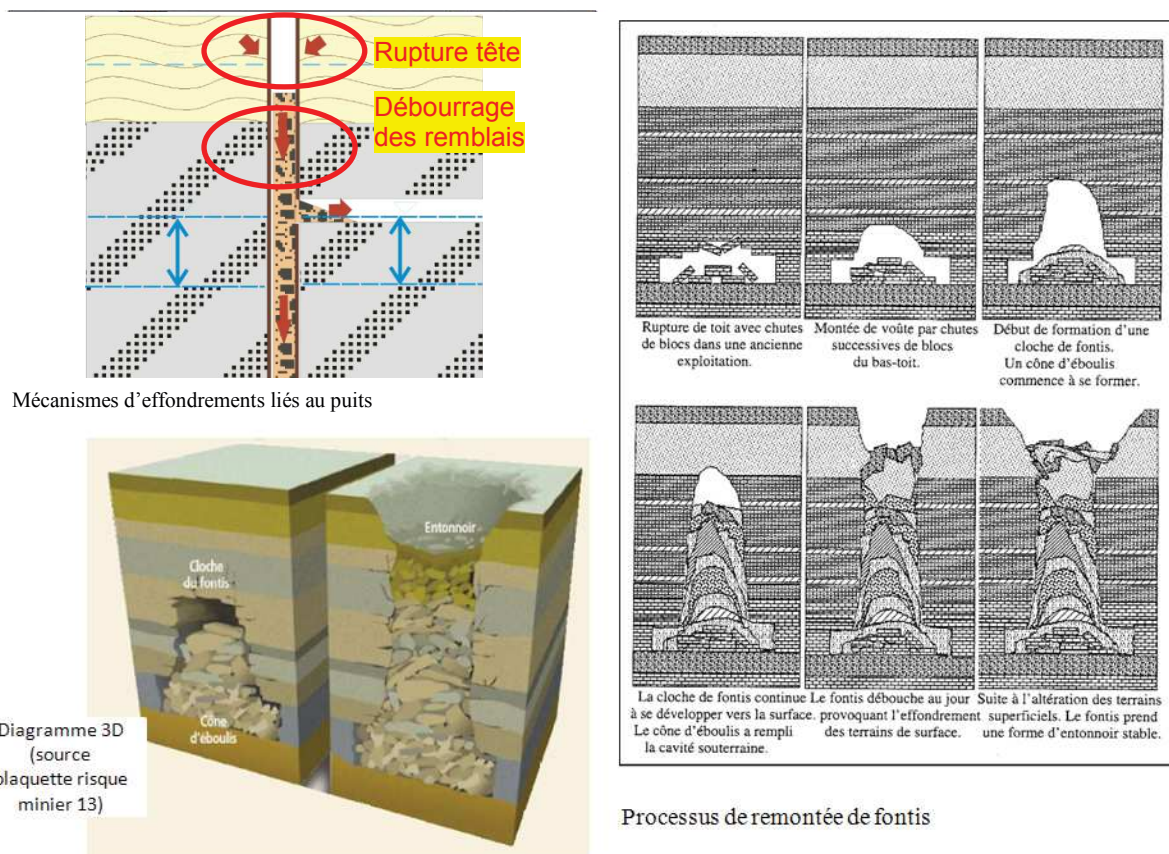 Rupture tête
Débourrage
des remblais
Mécanismes d’effondrements liés au puits
Cloche
du fontis
Cône
d'éboulis
Entonnoir
Diagramme 3D
(source
plaquette risque
minier 13)
Rupture de toit avec chutes
de blocs dans une ancienne
exploitation.
Montée de voûte par chutes
successives de blocs
du bas-toit.
Début de formation d'une
cloche de fontis.
Un cône d'éboulis
commence à se former.
La cloche de fontis continue
à se développer vers la surface.
Le cône d'éboulis a rempli
la cavité souterraine.
Le fontis débouche au jour
provoquant l'effondrement
des terrains de surface.
Suite à l'altération des terrains
superficiels. Le fontis prend
une forme d'entonnoir stable.
Processus de remontée de fontis